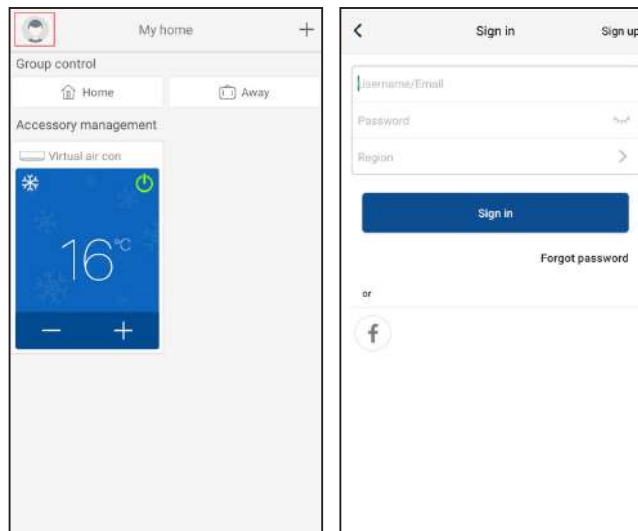 My home
+
Group control
Home
Away
Accessory management
Virtual air con
16°C
− +
Sign in
Sign up
Username/Email
Password
Region
Sign in
Forgot password
or
f